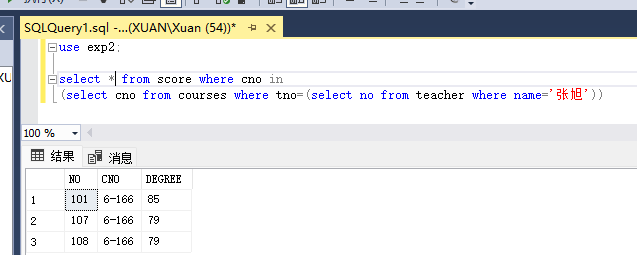 SQLQuery1.sql -...(XUAN\Xuan (54))*
use exp2;
select * from score where cno in
(select cno from courses where tno=(select no from teacher where name='张旭'))
100 %
结果 消息
NO CNO DEGREE
1 101 6-166 85
2 107 6-166 79
3 108 6-166 79